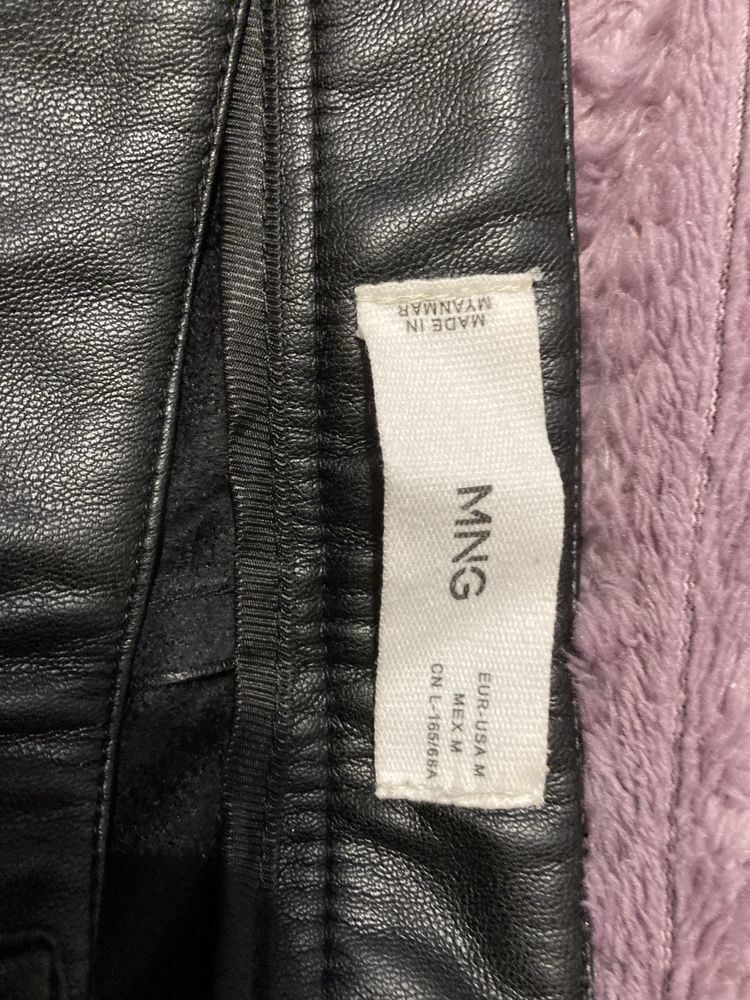 MADE IN
MYANMAR
MNG
EUR-USA M
MEX M
CN L-165/68A